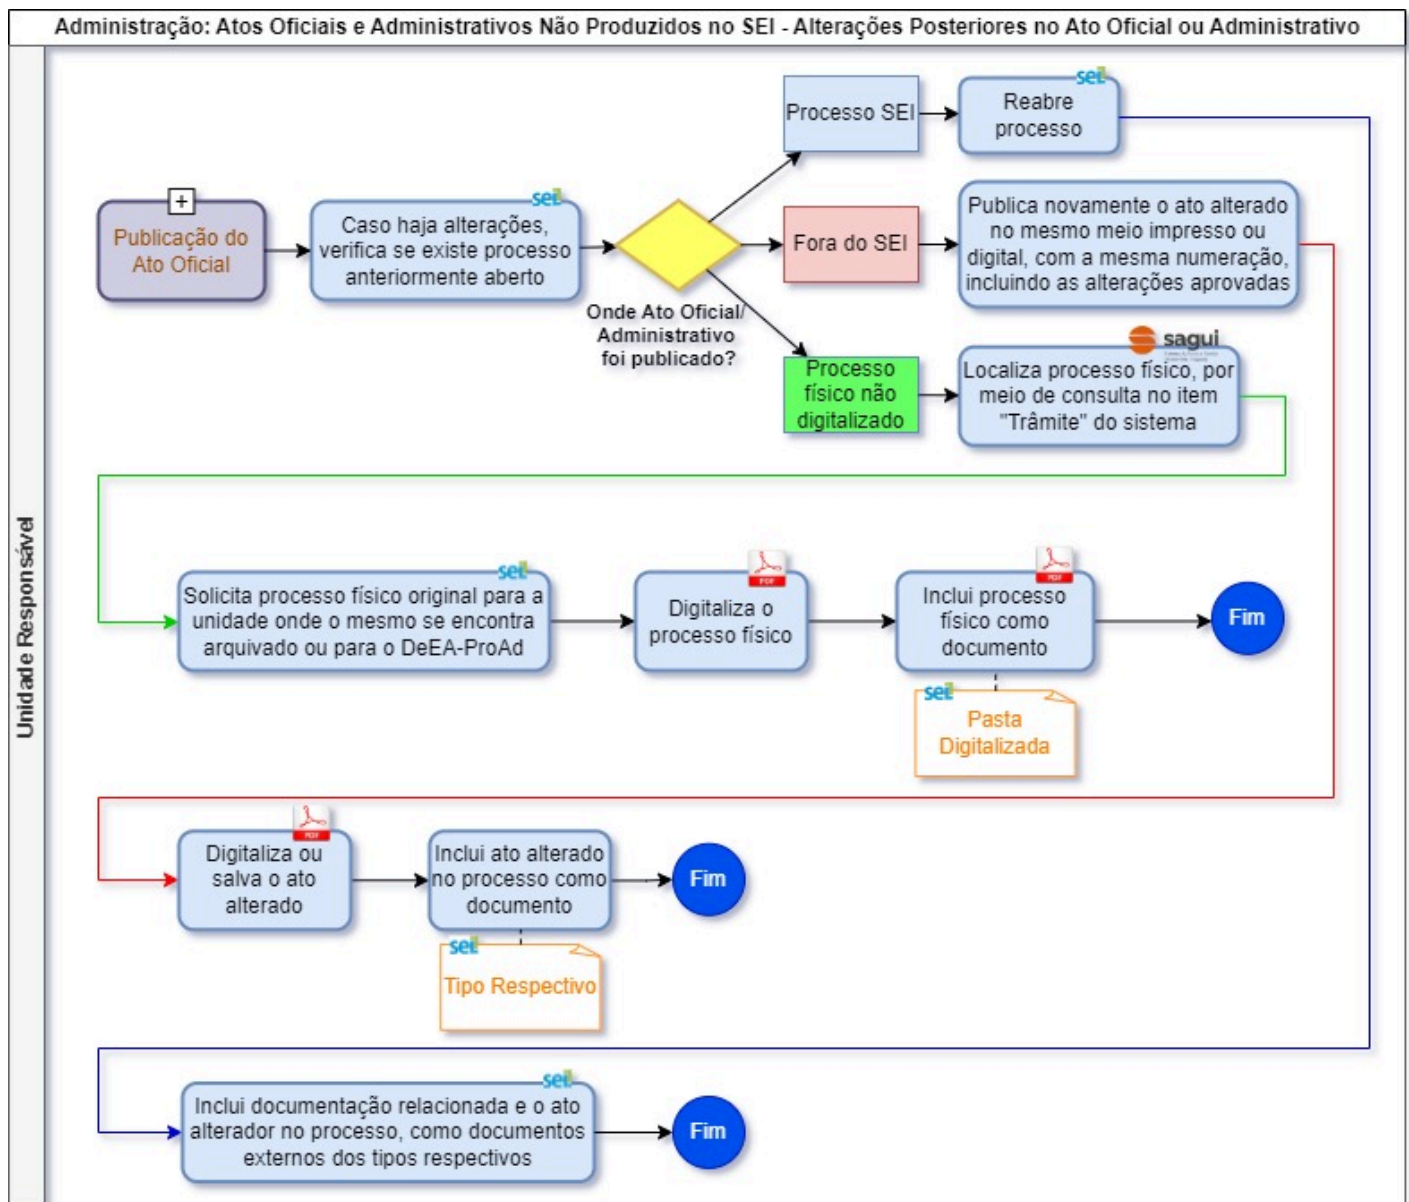 Administração: Atos Oficiais e Administrativos Não Produzidos no SEI - Alterações Posteriores no Ato Oficial ou Administrativo
Unidade Responsável
+
Publicação do
Ato Oficial
sei!
Caso haja alterações,
verifica se existe processo
anteriormente aberto
Onde Ato Oficial/
Administrativo
foi publicado?
Processo SEI
sei!
Reabre
processo
Fora do SEI
Publica novamente o ato alterado
no mesmo meio impresso ou
digital, com a mesma numeração,
incluindo as alterações aprovadas
Processo
físico não
digitalizado
sagui
Localiza processo físico, por
meio de consulta no item
"Trâmite" do sistema
sei!
Solicita processo físico original para a
unidade onde o mesmo se encontra
arquivado ou para o DeEA-ProAd
PDF
Digitaliza o
processo físico
PDF
Inclui processo
físico como
documento
Fim
sei!
Pasta
Digitalizada
PDF
Digitaliza ou
salva o ato
alterado
Inclui ato alterado
no processo como
documento
Fim
sei!
Tipo Respectivo
sei!
Inclui documentação relacionada e o ato
alterador no processo, como documentos
externos dos tipos respectivos
Fim